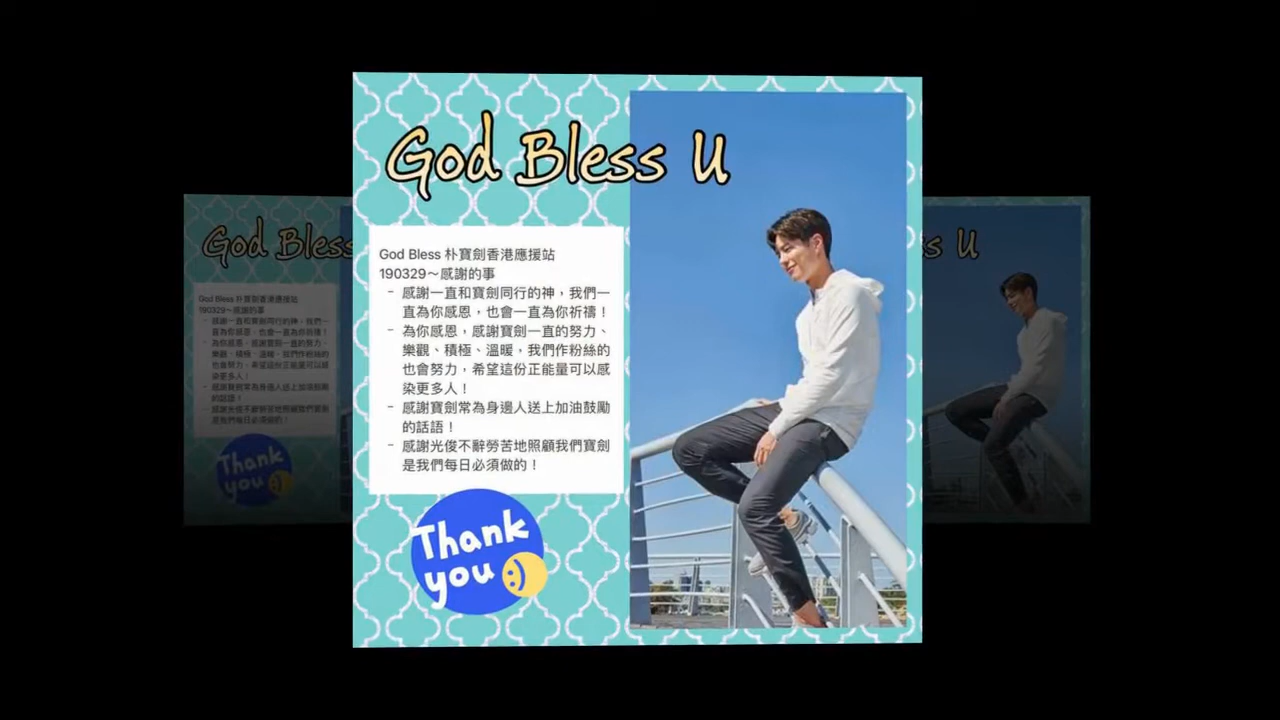 God Bless U
God Bless 朴寶劍香港應援站
190329～感謝的事
- 感謝一直和寶劍同行的神，我們一
直為你感恩，也會一直為你祈禱！
- 為你感恩，感謝寶劍一直的努力、
樂觀、積極、溫暖，我們作粉絲的
也會努力，希望這份正能量可以感
染更多人！
- 感謝寶劍常為身邊人送上加油鼓勵
的話語！
- 感謝光俊不辭勞苦地照顧我們寶劍
是我們每日必須做的！
Thank
you